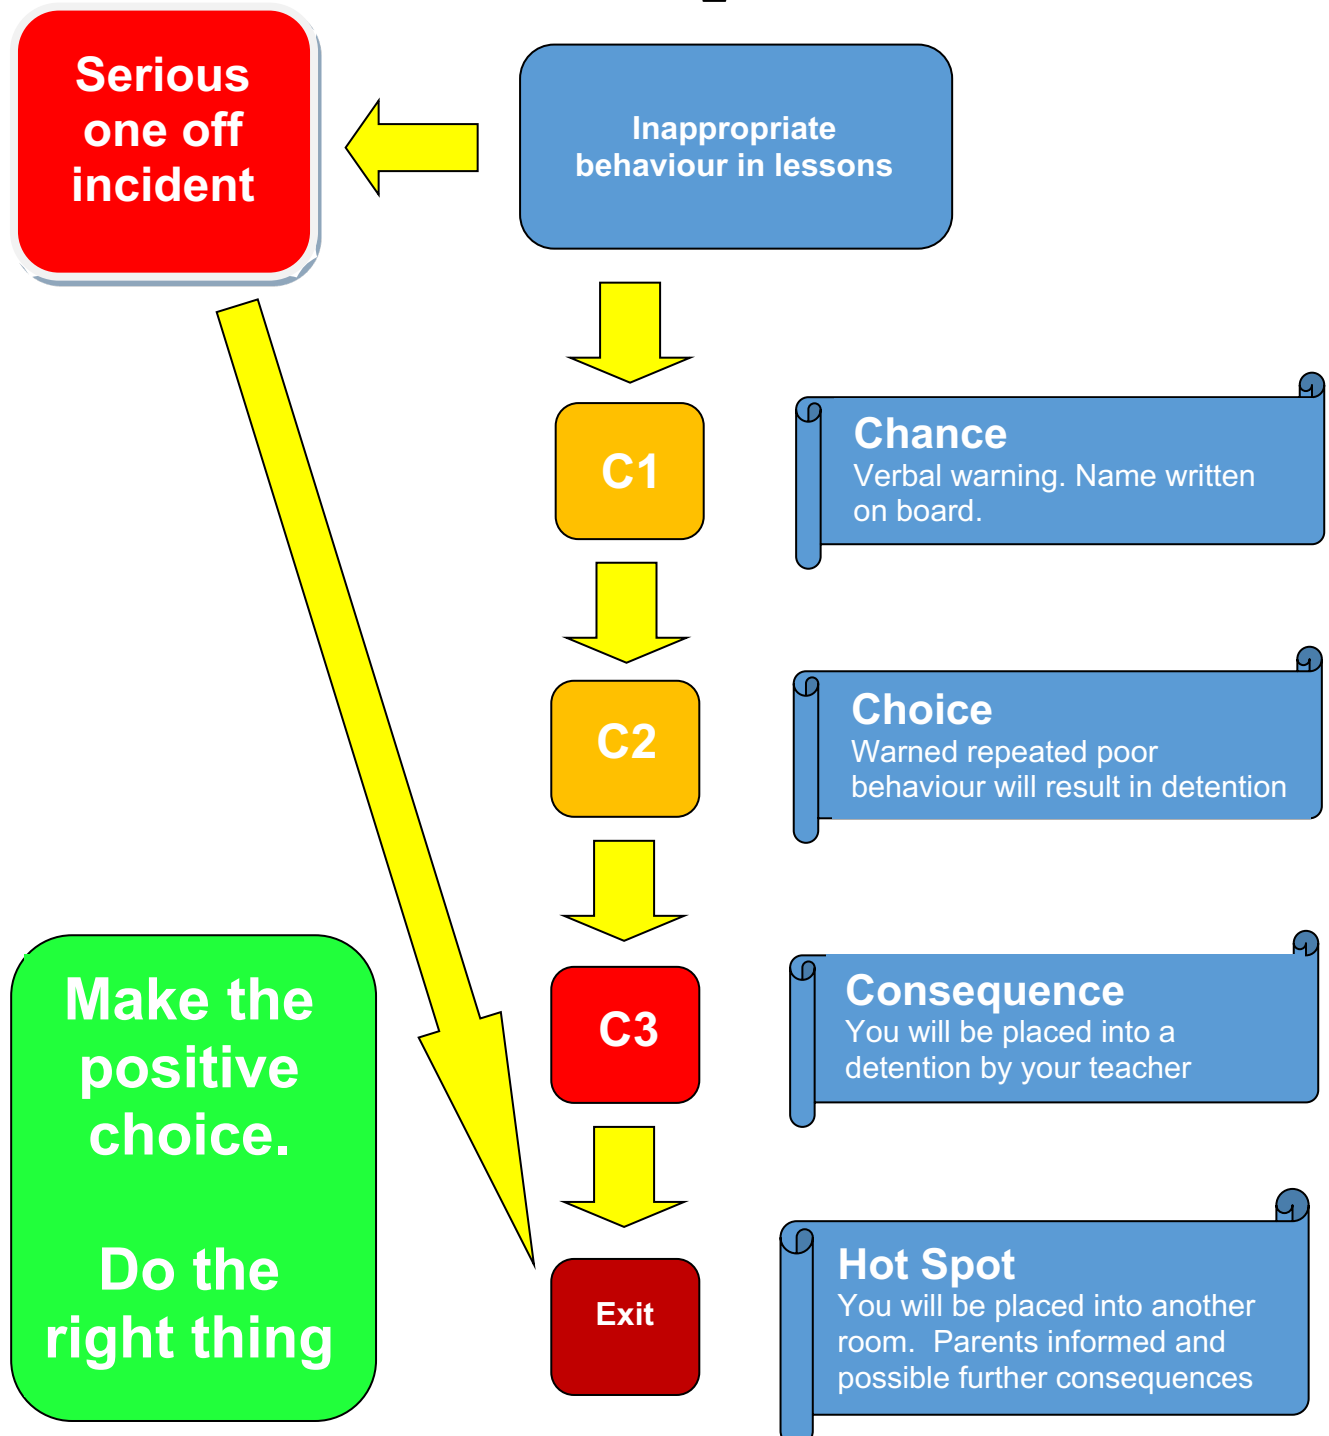 Serious
one off
incident
Inappropriate
behaviour in lessons
C1
Chance
Verbal warning. Name written
on board.
C2
Choice
Warned repeated poor
behaviour will result in detention
C3
Consequence
You will be placed into a
detention by your teacher
Make the
positive
choice.
Do the
right thing
Exit
Hot Spot
You will be placed into another
room.  Parents informed and
possible further consequences